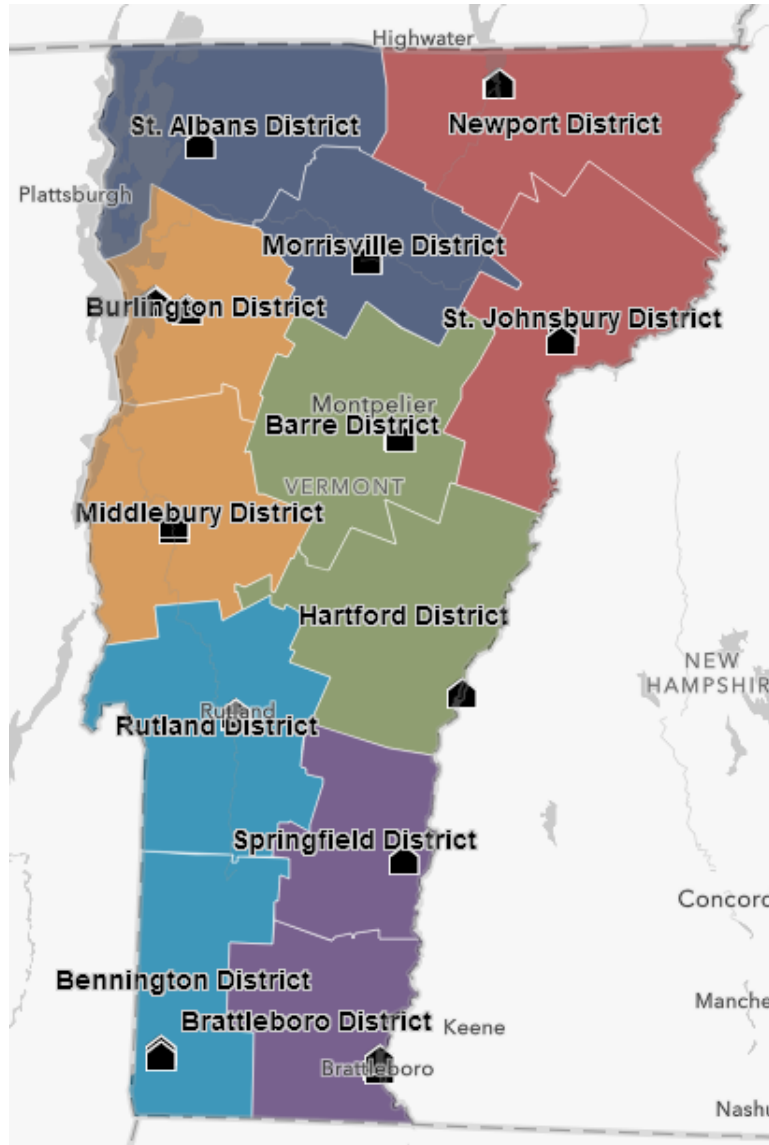 Highwater
St. Albans District
Newport District
Plattsburgh
Morrisville District
Burlington District
St. Johnsbury District
Montpelier
Barre District
VERMONT
Middlebury District
Hartford District
NEW
HAMPSHIR
Rutland
Rutland District
Springfield District
Concord
Bennington District
Manche
Brattleboro District
Keene
Brattleboro
Nashu